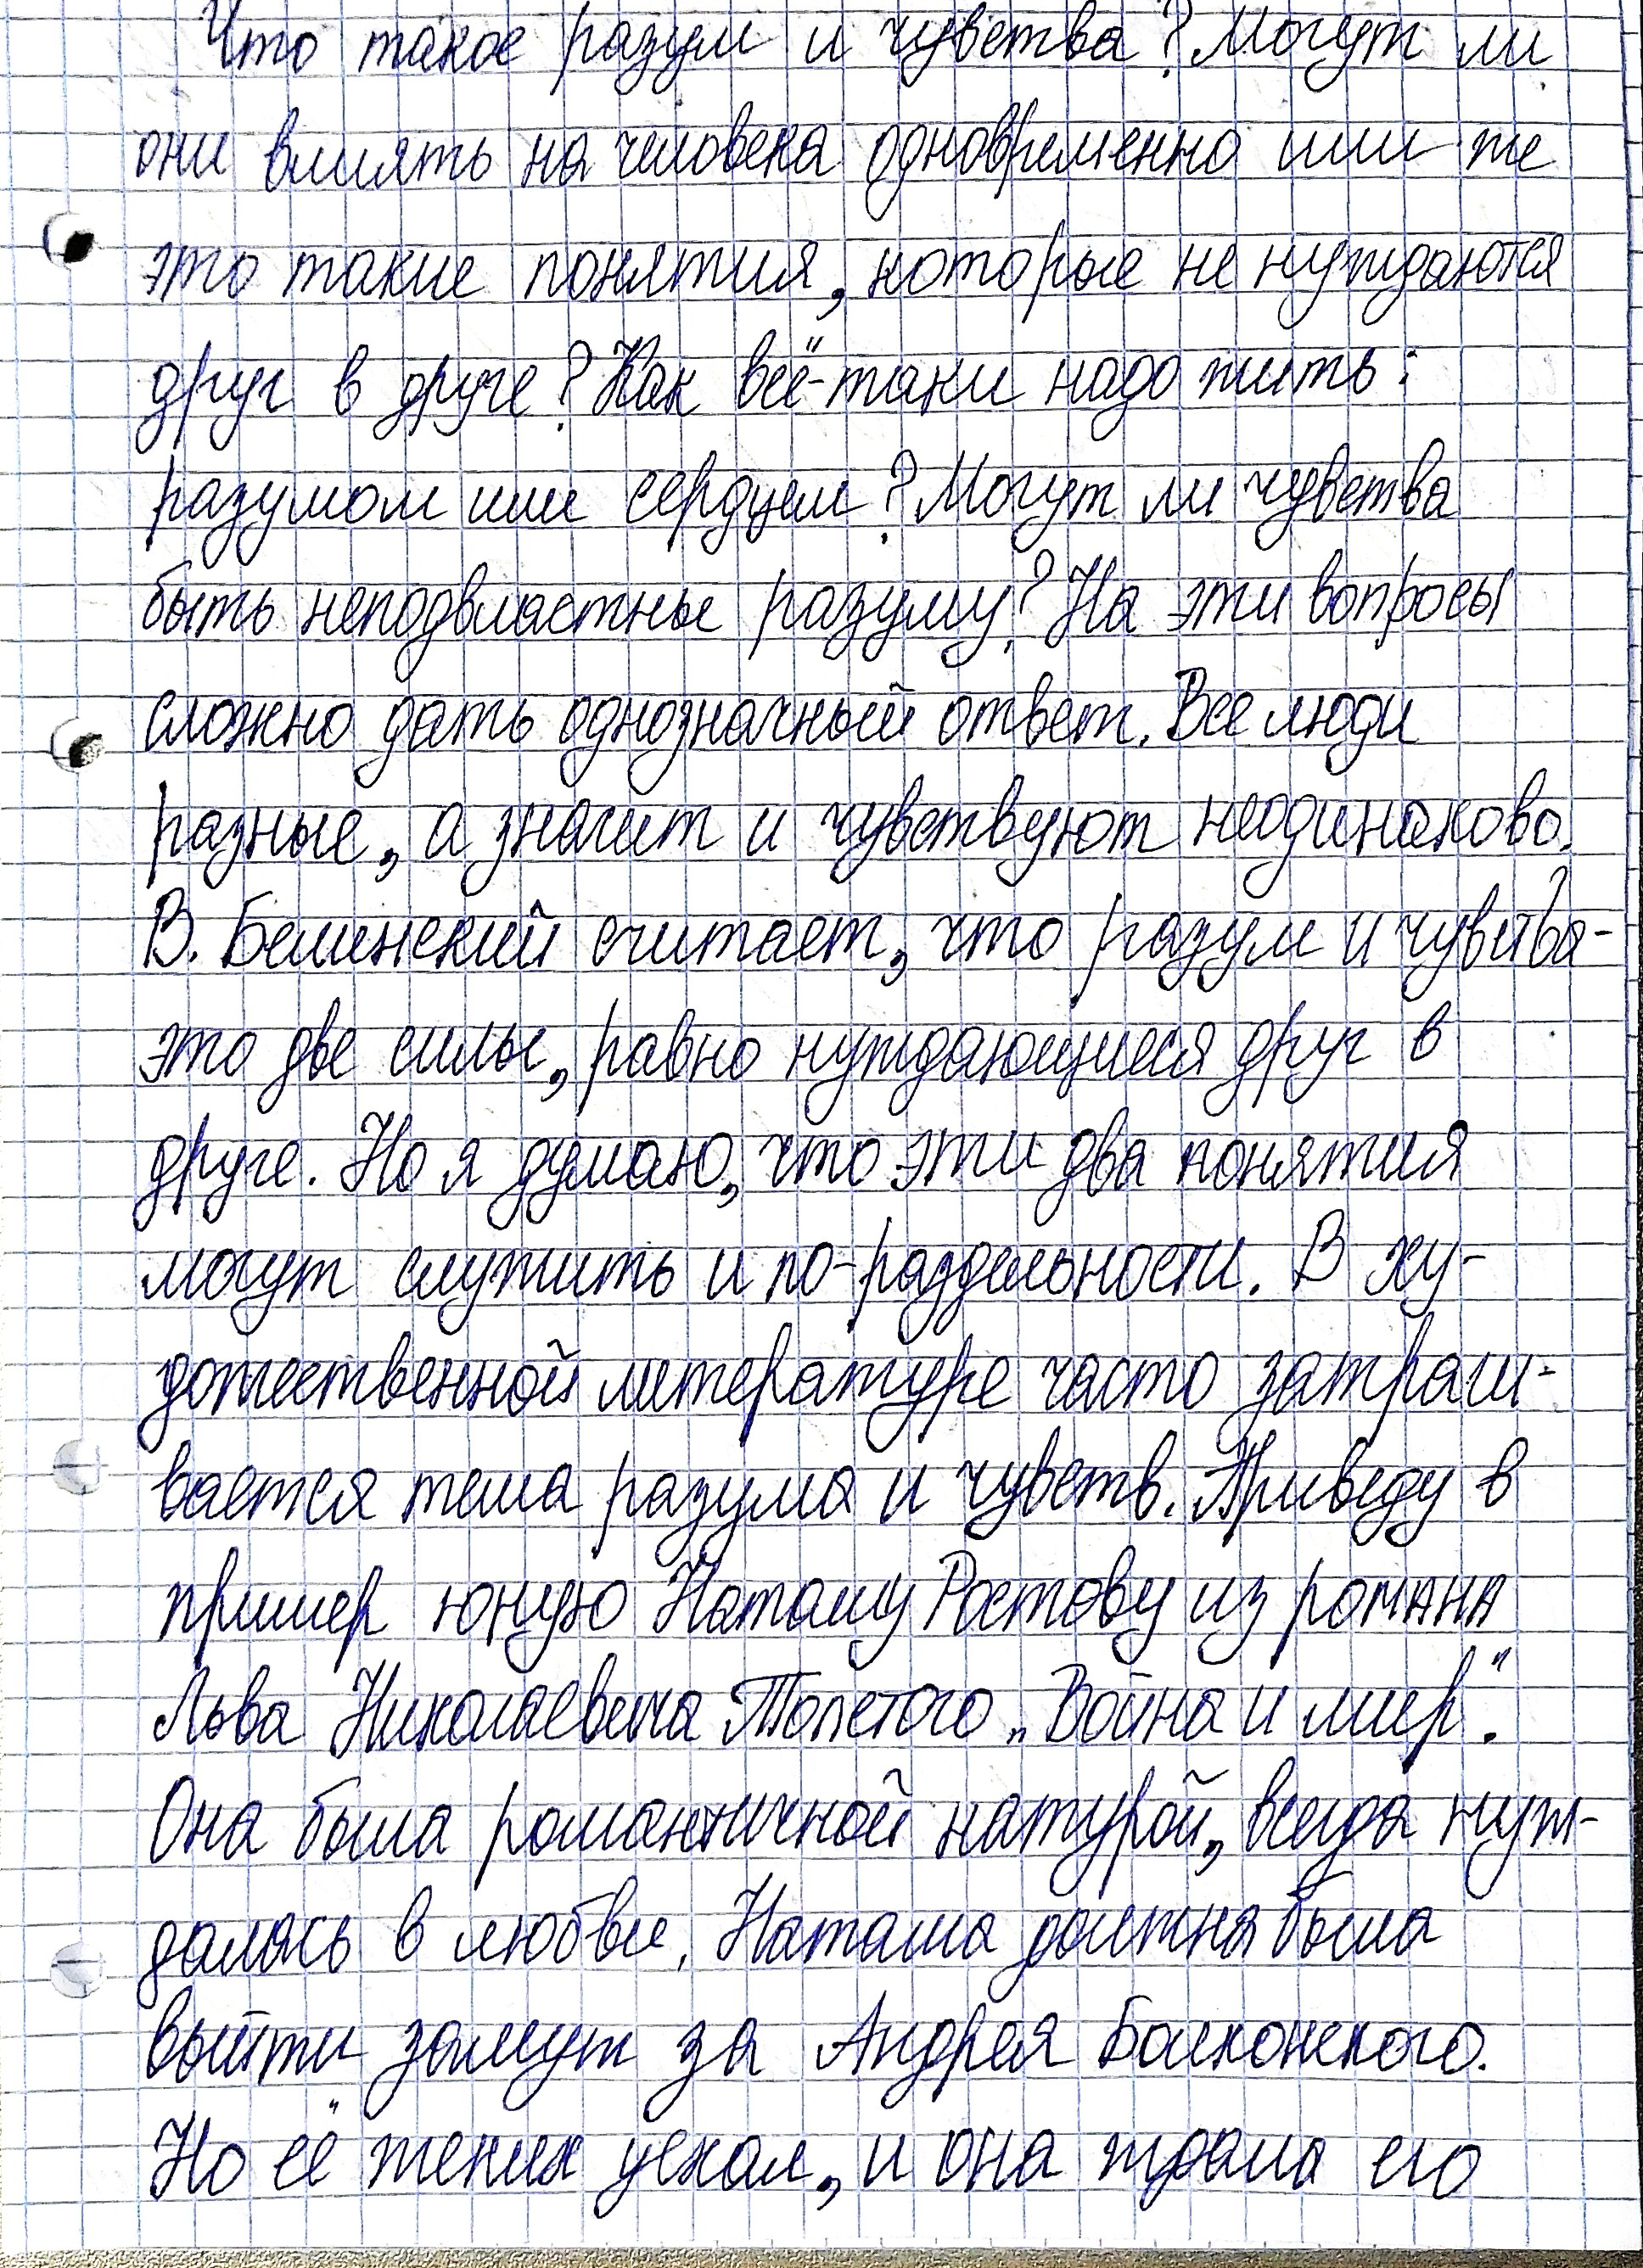 Что такое разум и чувства? Могут ли
они влиять на человека одновременно или же
это такие понятия, которые не нуждаются
друг в друге? Как всё-таки надо жить:
разумом или сердцем? Могут ли чувства
быть неподвластны разуму? На эти вопросы
сложно дать однозначный ответ. Все люди
разные, а значит и чувствуют неодинаково.
В. Белинский считает, что разум и чувства-
это две силы, равно нуждающиеся друг в
друге. Но я думаю, что эти два понятия
могут служить и по-раздельности. В ху-
дожественной литературе часто затраги-
вается тема разума и чувств. Приведу в
пример юную Наташу Ростову из романа
Льва Николаевича Толстого „Война и мир".
Она была романтичной натурой, всегда нуж-
далась в любви. Наташа должна была
выйти замуж за Андрея Болконского.
Но её жених уехал, и она ждала его